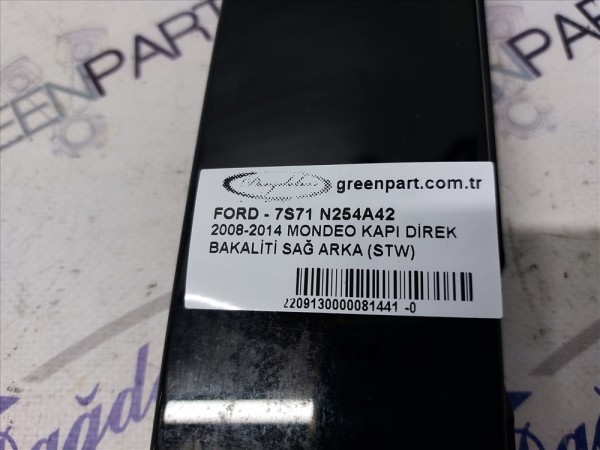 GREENPART
greenpart.com.tr
FORD - 7S71 N254A42
2008-2014 MONDEO KAPI DİREK
BAKALİTİ SAĞ ARKA (STW)
2209130000081441 -0